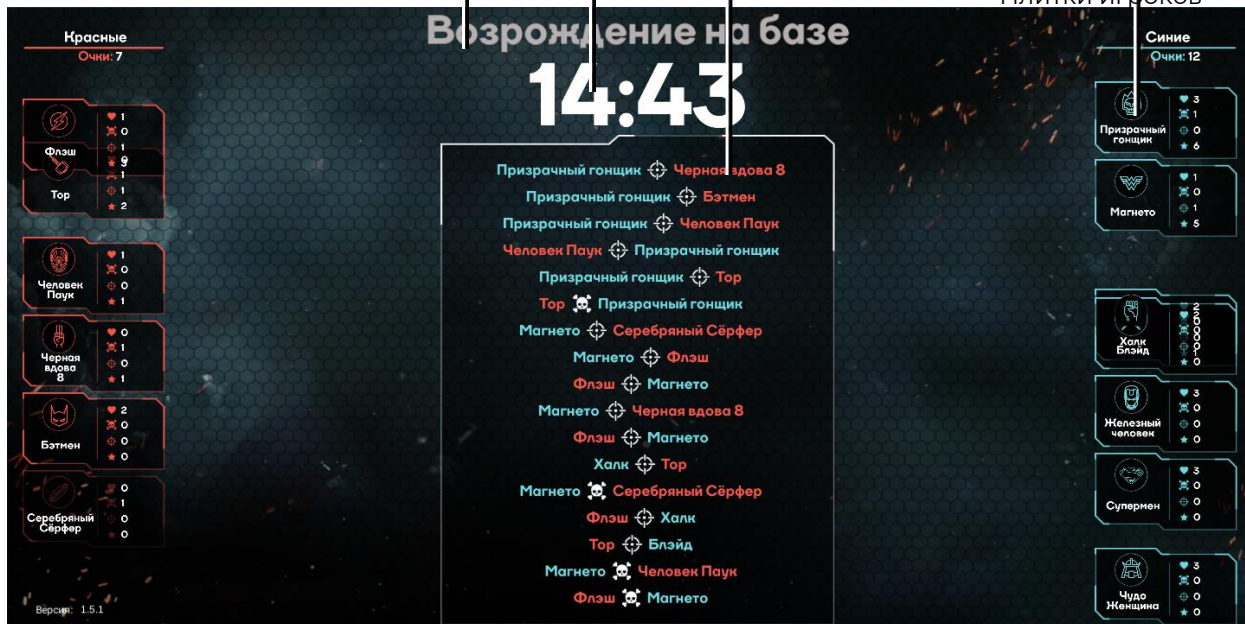 Плитки игроков
Возрождение на базе
14:43
Красные
Очки: 7
Флэш
1
0
1
3
Тор
1
1
2
Человек
Паук
1
0
0
1
Черная
вдова
8
0
1
0
1
Бэтмен
2
0
0
0
Серебряный
Сёрфер
0
1
0
0
Версия: 1.5.1
Призрачный гонщик Черная вдова 8
Призрачный гонщик Бэтмен
Призрачный гонщик Человек Паук
Человек Паук Призрачный гонщик
Призрачный гонщик Тор
Тор Призрачный гонщик
Магнето Серебряный Сёрфер
Магнето Флэш
Флэш Магнето
Магнето Черная вдова 8
Флэш Магнето
Халк Тор
Магнето Серебряный Сёрфер
Флэш Халк
Тор Блэйд
Магнето Человек Паук
Флэш Магнето
Синие
Очки: 12
Призрачный
гонщик
3
1
0
6
Магнето
1
0
1
5
Халк
Блэйд
0
Железный
человек
3
0
0
0
Супермен
3
0
0
0
Чудо
Женщина
3
0
0
0